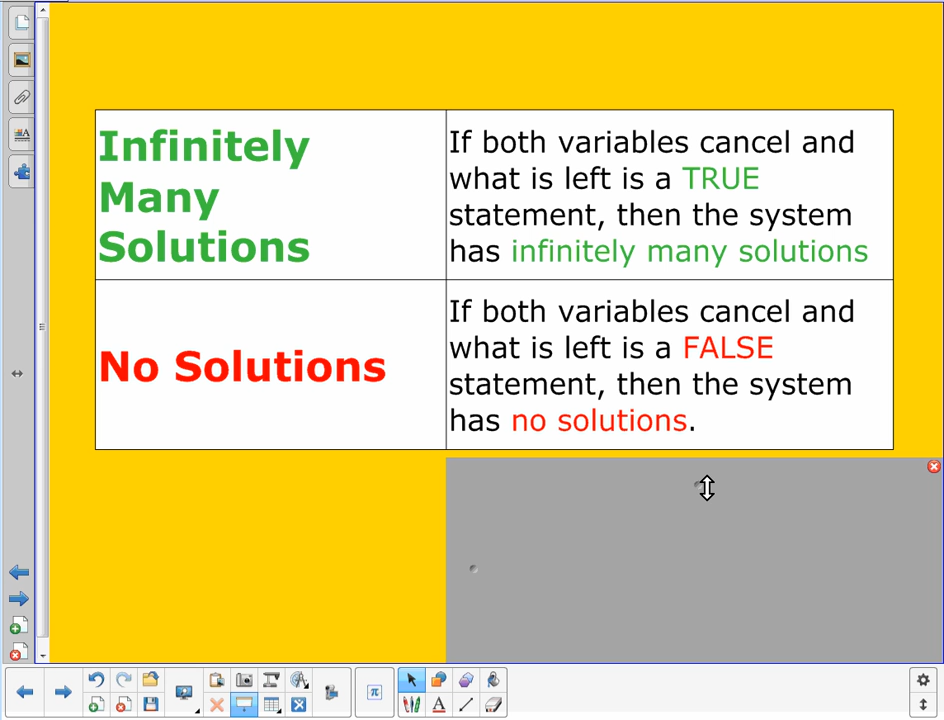 Infinitely
Many
Solutions
If both variables cancel and
what is left is a TRUE
statement, then the system
has infinitely many solutions
No Solutions
If both variables cancel and
what is left is a FALSE
statement, then the system
has no solutions.